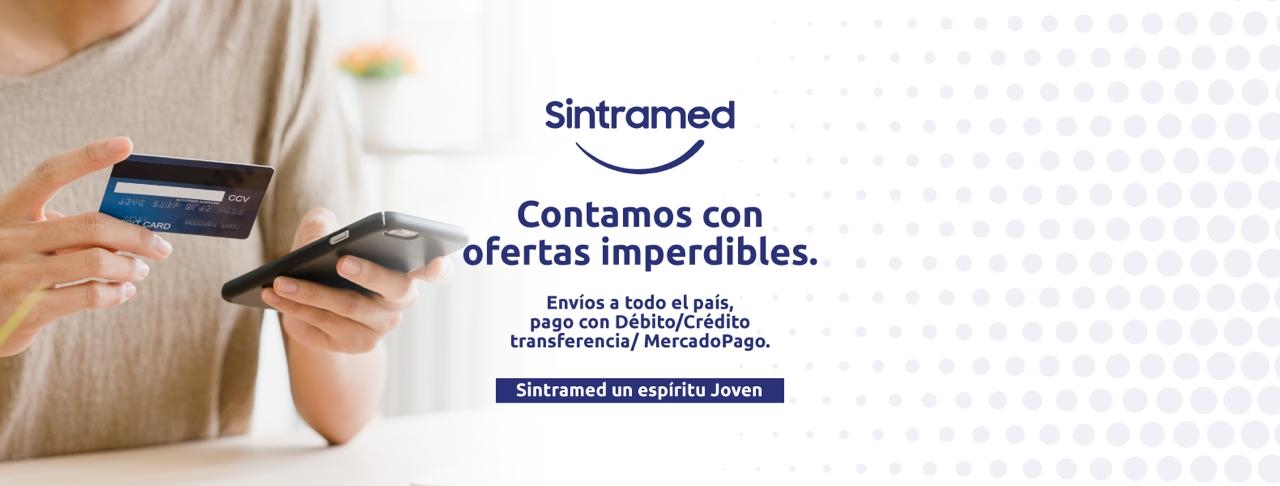 CCV
CARD
Sintramed
Contamos con
ofertas imperdibles.
Envíos a todo el país,
pago con Débito/Crédito
transferencia/ MercadoPago.
Sintramed un espíritu Joven